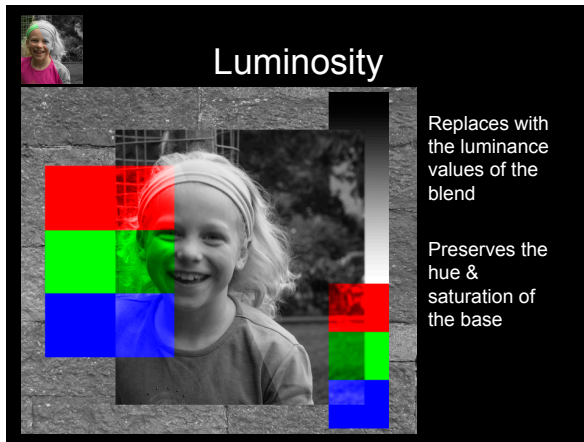 Luminosity
Replaces with
the luminance
values of the
blend
Preserves the
hue &
saturation of
the base